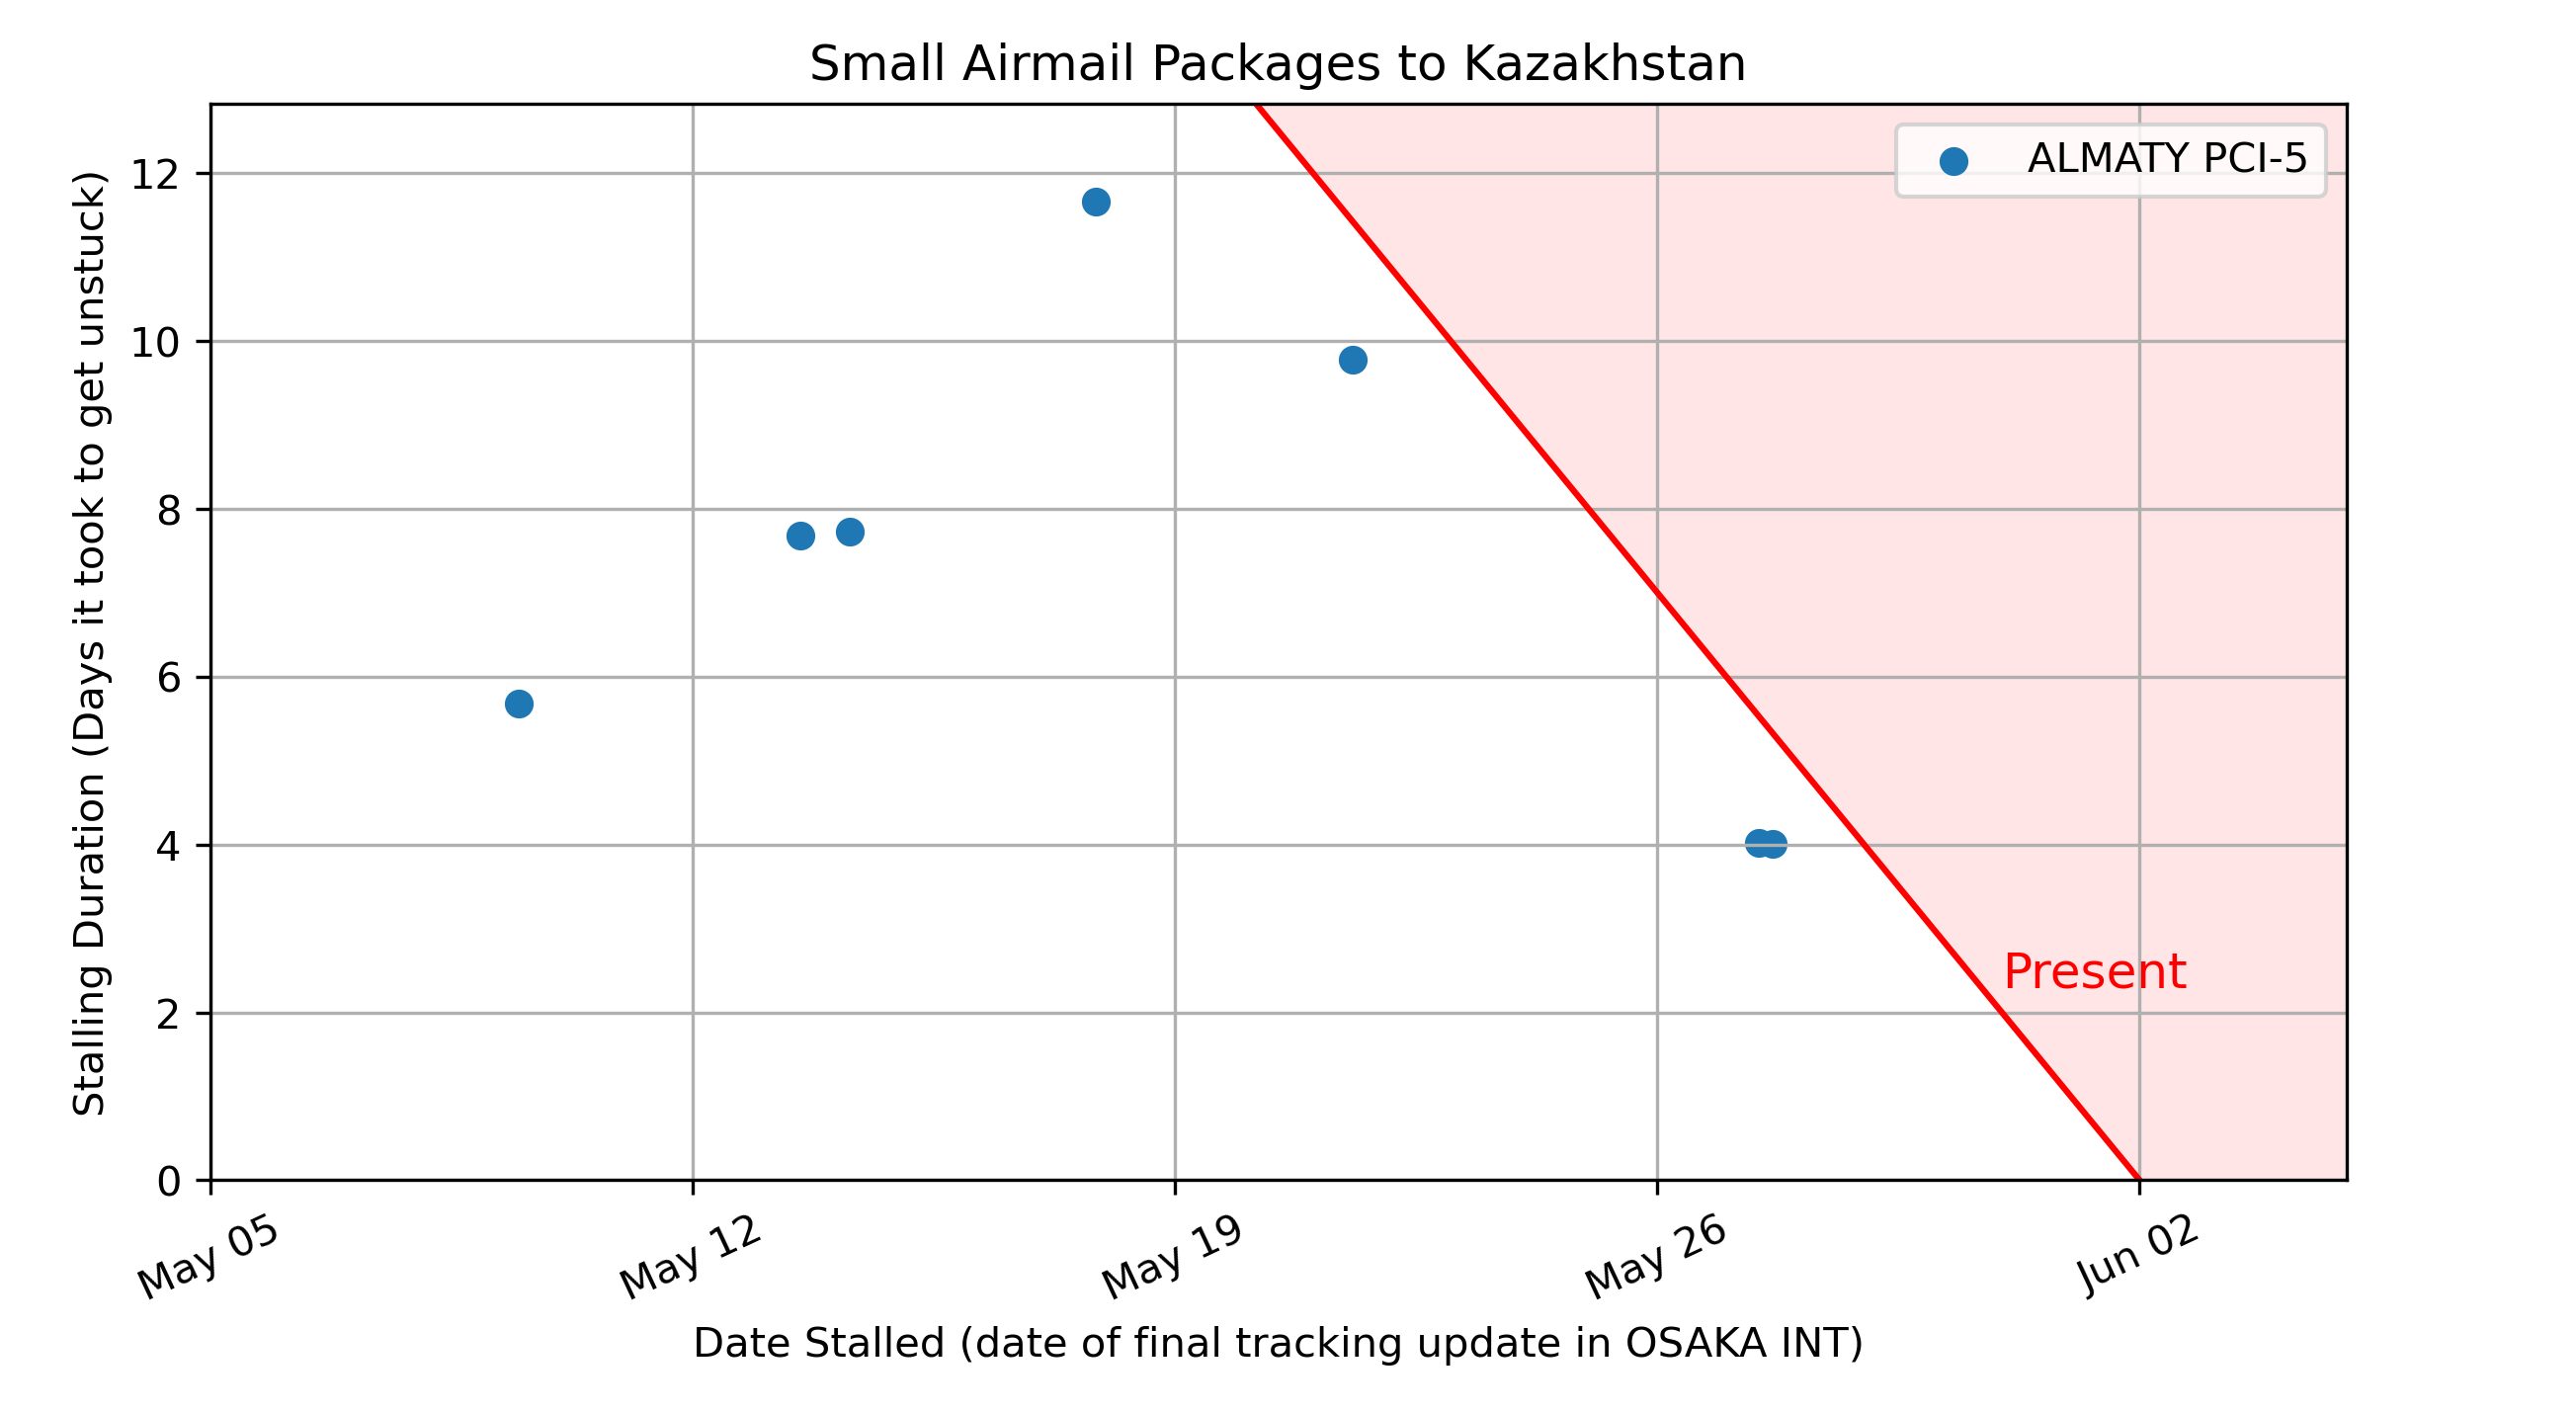 Small Airmail Packages to Kazakhstan
ALMATY PCI-5
Stalling Duration (Days it took to get unstuck)
12
10
8
6
4
2
0
Present
May 05
May 12
May 19
May 26
Jun 02
Date Stalled (date of final tracking update in OSAKA INT)